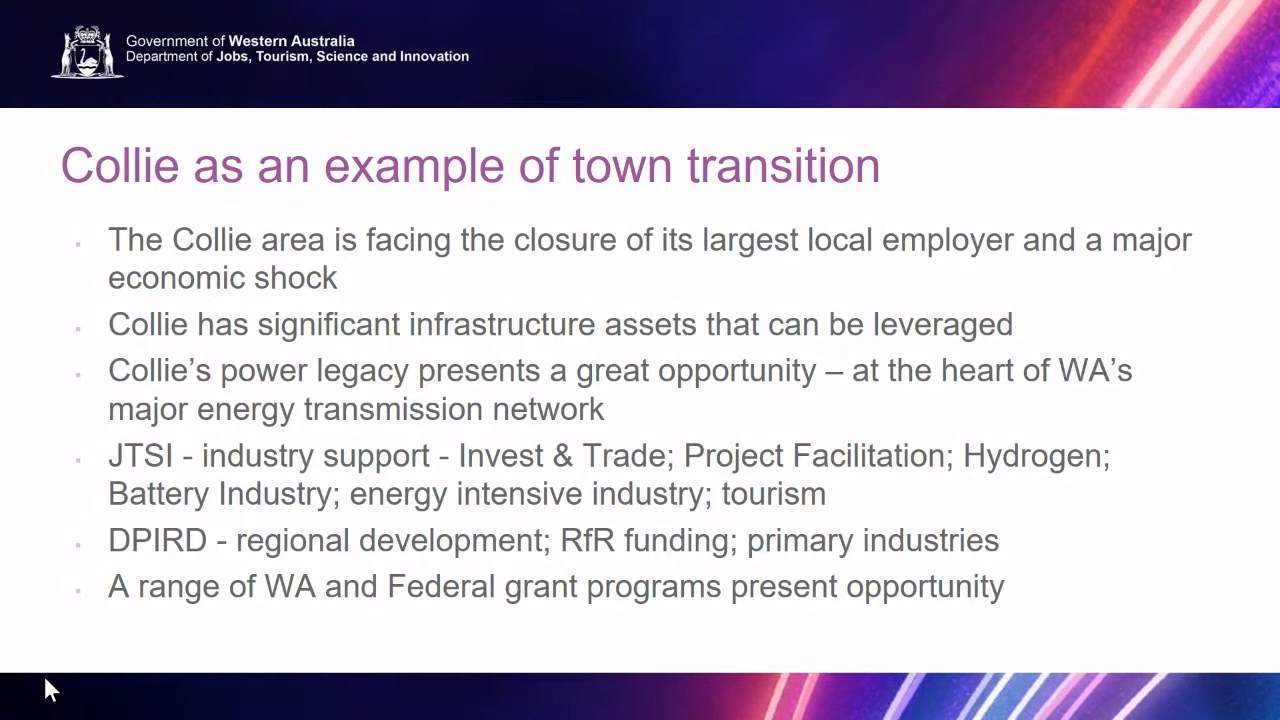 Government of Western Australia
Department of Jobs, Tourism, Science and Innovation
Collie as an example of town transition
The Collie area is facing the closure of its largest local employer and a major
economic shock
Collie has significant infrastructure assets that can be leveraged
Collie’s power legacy presents a great opportunity – at the heart of WA’s
major energy transmission network
JTSI - industry support - Invest & Trade; Project Facilitation; Hydrogen;
Battery Industry; energy intensive industry; tourism
DPIRD - regional development; RfR funding; primary industries
A range of WA and Federal grant programs present opportunity